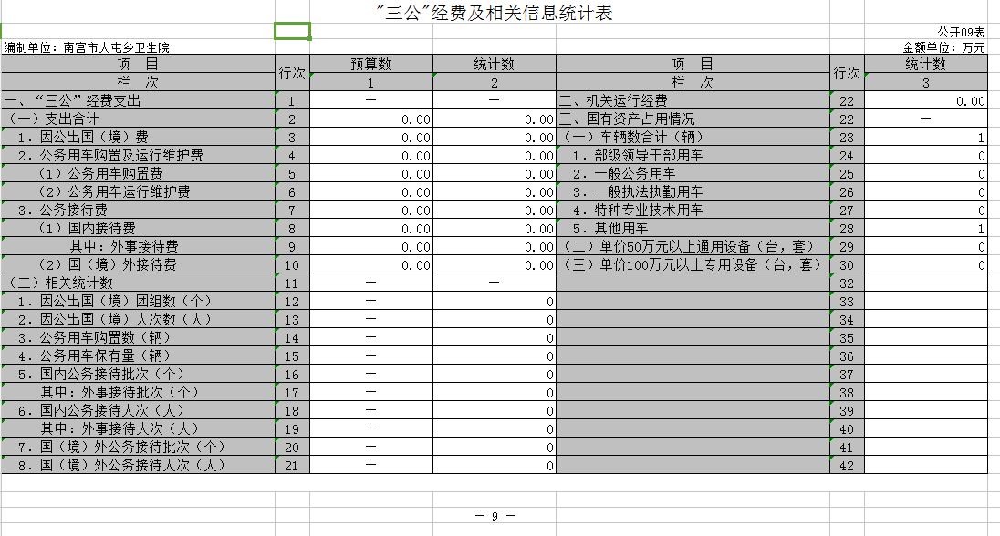 "三公"经费及相关信息统计表
公开09表
编制单位：南宫市大屯乡卫生院 金额单位：万元
项 目 行次 预算数 统计数 项 目 行次 统计数
栏 次 1 2 栏 次 3
一、“三公”经费支出 1 — — 二、机关运行经费 22 0.00
（一）支出合计 2 0.00 0.00 三、国有资产占用情况 22 —
1．因公出国（境）费 3 0.00 0.00 （一）车辆数合计（辆） 23 1
2．公务用车购置及运行维护费 4 0.00 0.00 1．部级领导干部用车 24 0
（1）公务用车购置费 5 0.00 0.00 2．一般公务用车 25 0
（2）公务用车运行维护费 6 0.00 0.00 3．一般执法执勤用车 26 0
3．公务接待费 7 0.00 0.00 4．特种专业技术用车 27 0
（1）国内接待费 8 0.00 0.00 5．其他用车 28 1
其中：外事接待费 9 0.00 0.00 （二）单价50万元以上通用设备（台，套） 29 0
（2）国（境）外接待费 10 0.00 0.00 （三）单价100万元以上专用设备（台，套） 30 0
（二）相关统计数 11 — — 32
1．因公出国（境）团组数（个） 12 — 0 33
2．因公出国（境）人次数（人） 13 — 0 34
3．公务用车购置数（辆） 14 — 0 35
4．公务用车保有量（辆） 15 — 0 36
5．国内公务接待批次（个） 16 — 0 37
其中：外事接待批次（个） 17 — 0 38
6．国内公务接待人次（人） 18 — 0 39
其中：外事接待人次（人） 19 — 0 40
7．国（境）外公务接待批次（个） 20 — 0 41
8．国（境）外公务接待人次（人） 21 — 0 42
— 9 —